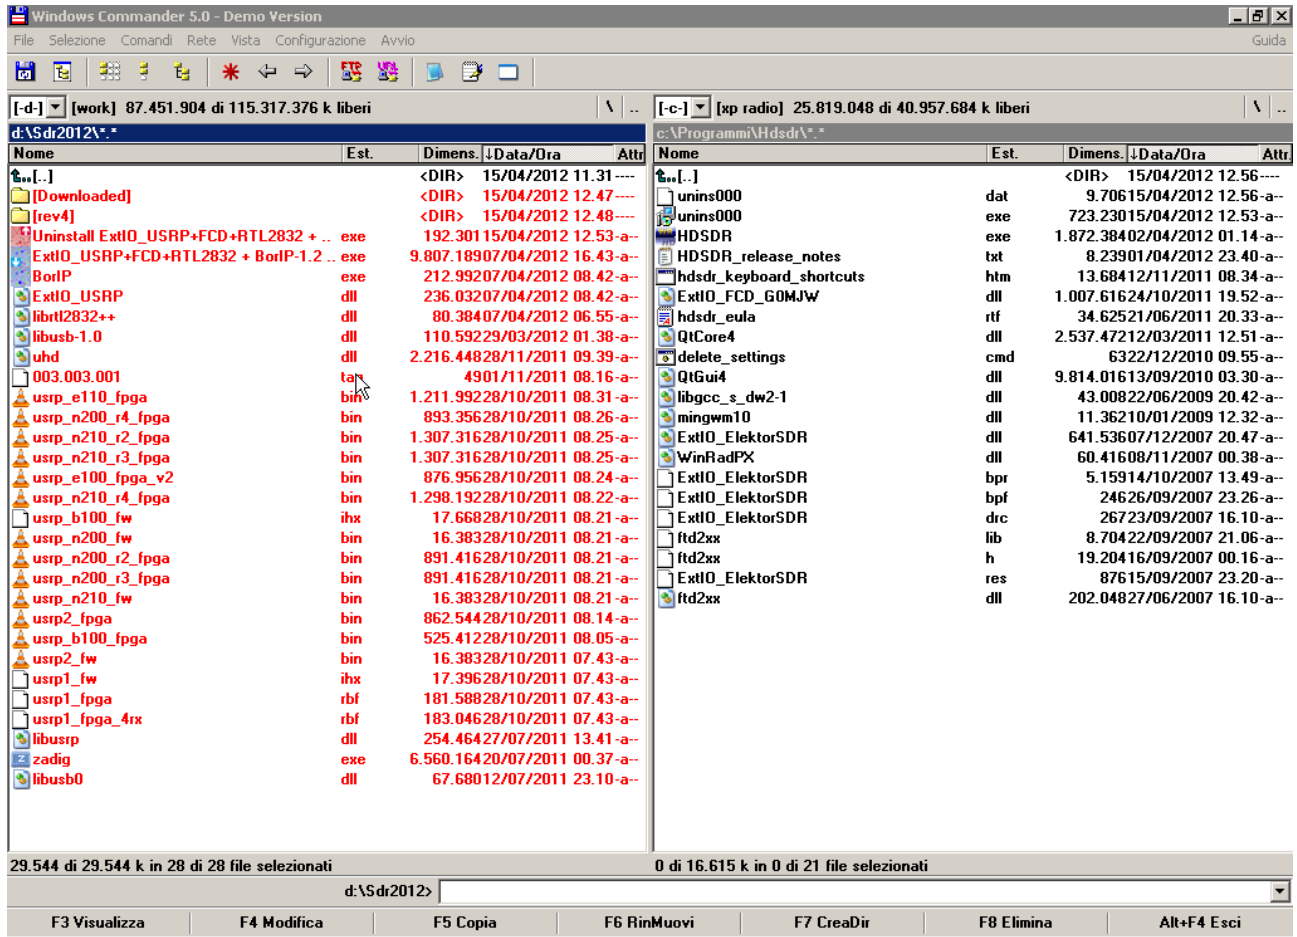 Windows Commander 5.0 - Demo Version
File Selezione Comandi Rete Vista Configurazione Avvio Guida
[-d-] [work] 87.451.904 di 115.317.376 k liberi \ ..
d:\Sdr2012\*.*
Nome Est. Dimens. ↓Data/Ora Attr
[..] <DIR> 15/04/2012 11.31 ----
[Downloaded] <DIR> 15/04/2012 12.47 ----
[rev4] <DIR> 15/04/2012 12.48 ----
Uninstall ExtIO_USRP+FCD+RTL2832 + .. exe 192.301 15/04/2012 12.53 -a--
ExtIO_USRP+FCD+RTL2832 + BorIP-1.2 .. exe 9.807.189 07/04/2012 16.43 -a--
BorIP exe 212.992 07/04/2012 08.42 -a--
ExtIO_USRP dll 236.032 07/04/2012 08.42 -a--
librtl2832++ dll 80.384 07/04/2012 06.55 -a--
libusb-1.0 dll 110.592 29/03/2012 01.38 -a--
uhd dll 2.216.448 28/11/2011 09.39 -a--
003.003.001 tag 49 01/11/2011 08.16 -a--
usrp_e110_fpga bin 1.211.992 28/10/2011 08.31 -a--
usrp_n200_r4_fpga bin 893.356 28/10/2011 08.26 -a--
usrp_n210_r2_fpga bin 1.307.316 28/10/2011 08.25 -a--
usrp_n210_r3_fpga bin 1.307.316 28/10/2011 08.25 -a--
usrp_e100_fpga_v2 bin 876.956 28/10/2011 08.24 -a--
usrp_n210_r4_fpga bin 1.298.192 28/10/2011 08.22 -a--
usrp_b100_fw ihx 17.668 28/10/2011 08.21 -a--
usrp_n200_fw bin 16.383 28/10/2011 08.21 -a--
usrp_n200_r2_fpga bin 891.416 28/10/2011 08.21 -a--
usrp_n200_r3_fpga bin 891.416 28/10/2011 08.21 -a--
usrp_n210_fw bin 16.383 28/10/2011 08.21 -a--
usrp2_fpga bin 862.544 28/10/2011 08.14 -a--
usrp_b100_fpga bin 525.412 28/10/2011 08.05 -a--
usrp2_fw bin 16.383 28/10/2011 07.43 -a--
usrp1_fw ihx 17.396 28/10/2011 07.43 -a--
usrp1_fpga rbf 181.588 28/10/2011 07.43 -a--
usrp1_fpga_4rx rbf 183.046 28/10/2011 07.43 -a--
libusrp dll 254.464 27/07/2011 13.41 -a--
zadig exe 6.560.164 20/07/2011 00.37 -a--
libusb0 dll 67.680 12/07/2011 23.10 -a--
29.544 di 29.544 k in 28 di 28 file selezionati
[-c-] [xp radio] 25.819.048 di 40.957.684 k liberi \ ..
c:\Programmi\Hdsdr\*.*
Nome Est. Dimens. ↓Data/Ora Attr.
[..] <DIR> 15/04/2012 12.56 ----
unins000 dat 9.706 15/04/2012 12.56 -a--
unins000 exe 723.230 15/04/2012 12.53 -a--
HDSDR exe 1.872.384 02/04/2012 01.14 -a--
HDSDR_release_notes txt 8.239 01/04/2012 23.40 -a--
hdsdr_keyboard_shortcuts htm 13.684 12/11/2011 08.34 -a--
ExtIO_FCD_G0MJW dll 1.007.616 24/10/2011 19.52 -a--
hdsdr_eula rtf 34.625 21/06/2011 20.33 -a--
QtCore4 dll 2.537.472 12/03/2011 12.51 -a--
delete_settings cmd 63 22/12/2010 09.55 -a--
QtGui4 dll 9.814.016 13/09/2010 03.30 -a--
libgcc_s_dw2-1 dll 43.008 22/06/2009 20.42 -a--
mingwm10 dll 11.362 10/01/2009 12.32 -a--
ExtIO_ElektorSDR dll 641.536 07/12/2007 20.47 -a--
WinRadPX dll 60.416 08/11/2007 00.38 -a--
ExtIO_ElektorSDR bpr 5.159 14/10/2007 13.49 -a--
ExtIO_ElektorSDR bpf 246 26/09/2007 23.26 -a--
ExtIO_ElektorSDR drc 267 23/09/2007 16.10 -a--
ftd2xx lib 8.704 22/09/2007 21.06 -a--
ftd2xx h 19.204 16/09/2007 00.16 -a--
ExtIO_ElektorSDR res 876 15/09/2007 23.20 -a--
ftd2xx dll 202.048 27/06/2007 16.10 -a--
0 di 16.615 k in 0 di 21 file selezionati
d:\Sdr2012>
F3 Visualizza F4 Modifica F5 Copia F6 RinMuovi F7 CreaDir F8 Elimina Alt+F4 Esci